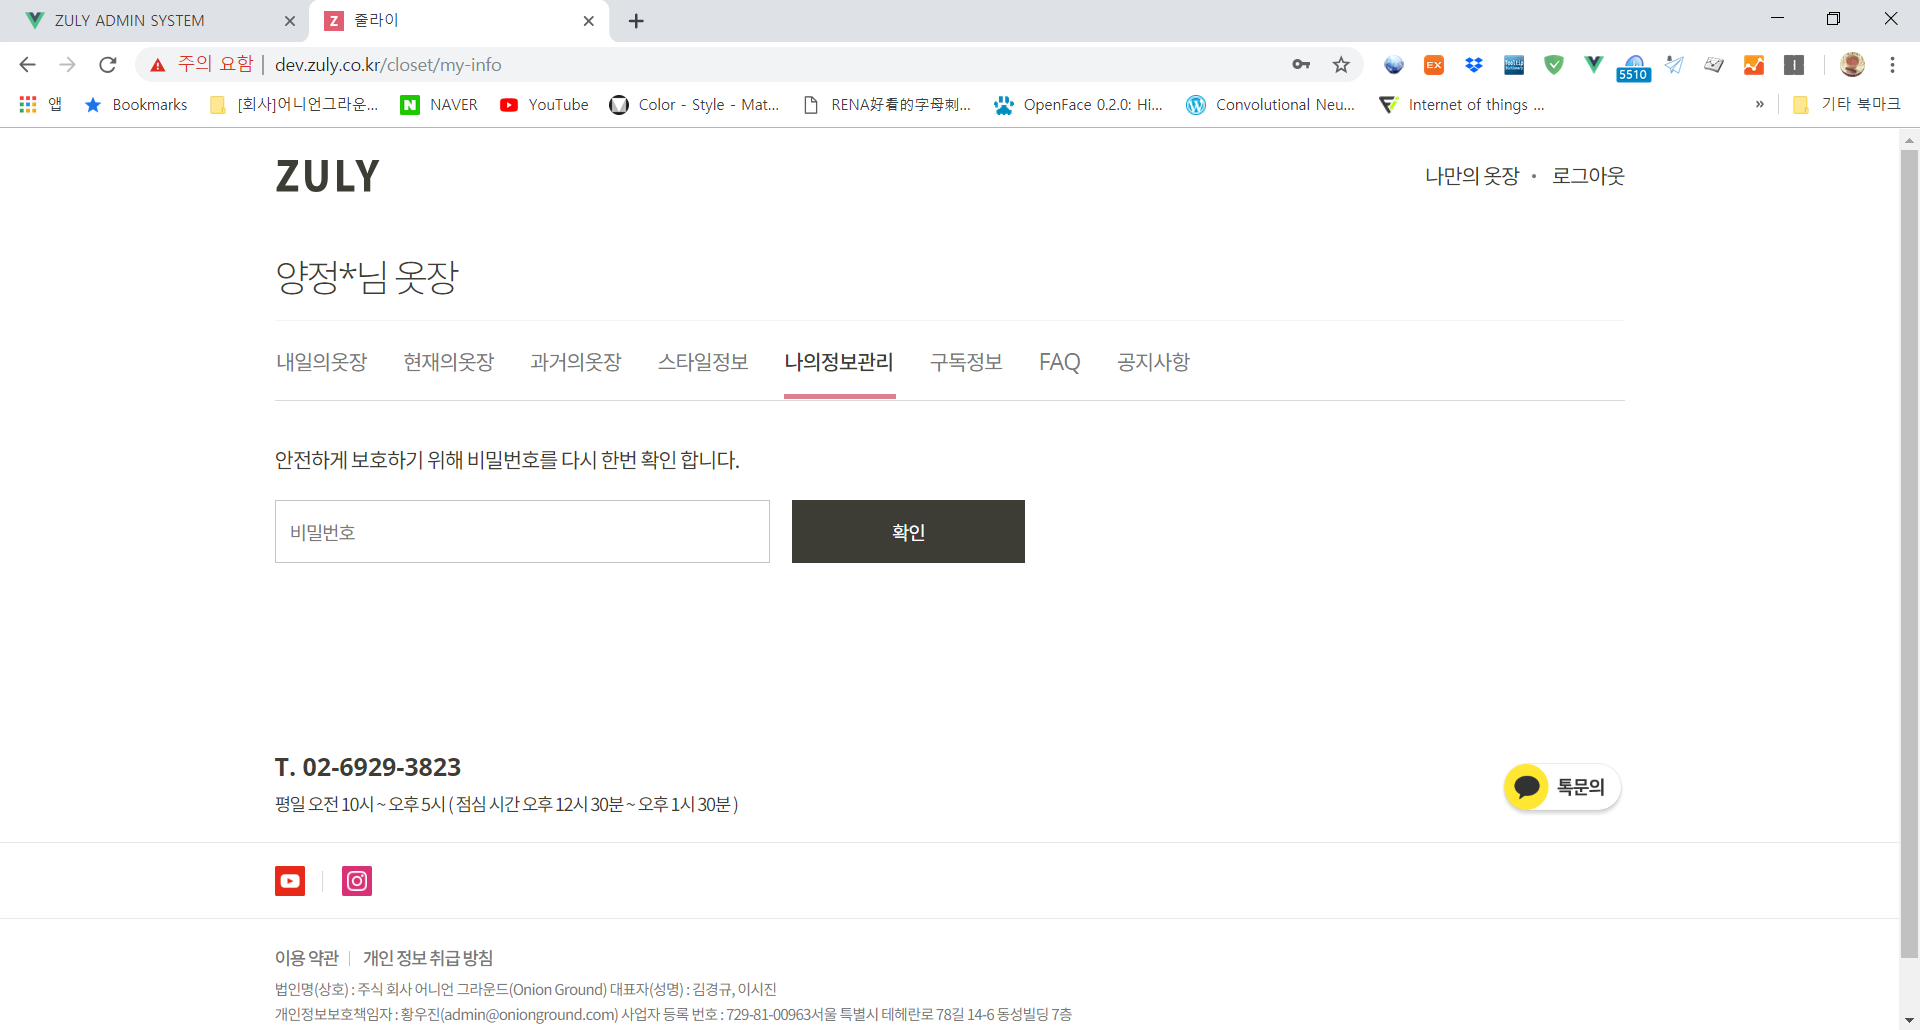 ZULY ADMIN SYSTEM
줄라이
주의 요함 | dev.zuly.co.kr/closet/my-info
EX
Tooltip Dictionary
5510
앱
Bookmarks
[회사]어니언그라운...
NAVER
YouTube
Color - Style - Mat...
RENA好看的字母刺...
OpenFace 0.2.0: Hi...
Convolutional Neu...
Internet of things ...
»
기타 북마크
ZULY
나만의 옷장 • 로그아웃
양정*님 옷장
내일의옷장 현재의옷장 과거의옷장 스타일정보 나의정보관리 구독정보 FAQ 공지사항
안전하게 보호하기 위해 비밀번호를 다시 한번 확인 합니다.
비밀번호
확인
T. 02-6929-3823
평일 오전 10시 ~ 오후 5시 ( 점심 시간 오후 12시 30분 ~ 오후 1시 30분 )
톡문의
이용 약관 | 개인 정보 취급 방침
법인명(상호) : 주식 회사 어니언 그라운드(Onion Ground) 대표자(성명) : 김경규, 이시진
개인정보보호책임자 : 황우진(admin@onionground.com) 사업자 등록 번호 : 729-81-00963서울 특별시 테헤란로 78길 14-6 동성빌딩 7층